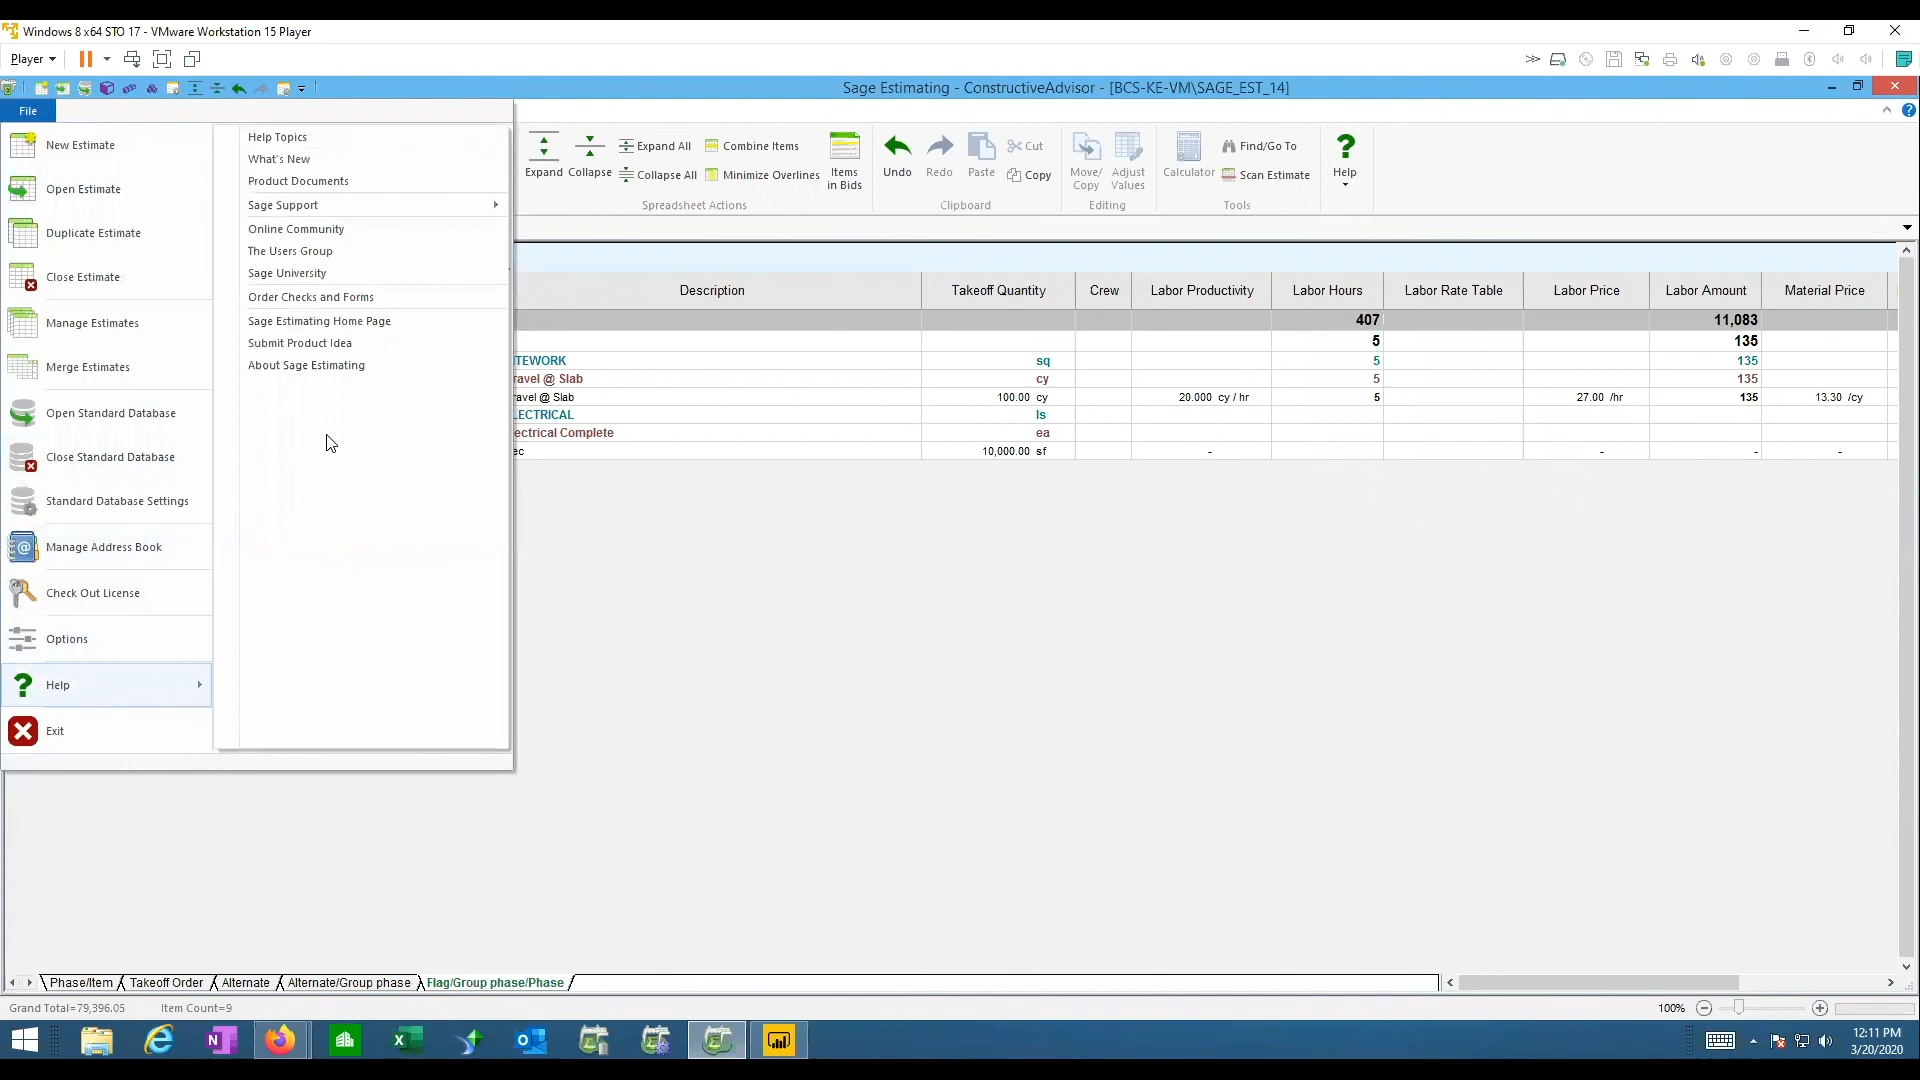 Windows 8 x64 STO 17 - VMware Workstation 15 Player
Player
Sage Estimating - ConstructiveAdvisor - [BCS-KE-VM\SAGE_EST_14]
File
New Estimate
Open Estimate
Duplicate Estimate
Close Estimate
Manage Estimates
Merge Estimates
Open Standard Database
Close Standard Database
Standard Database Settings
Manage Address Book
Check Out License
Options
Help
Exit
Help Topics
What's New
Product Documents
Sage Support
Online Community
The Users Group
Sage University
Order Checks and Forms
Sage Estimating Home Page
Submit Product Idea
About Sage Estimating
Expand
Collapse
Expand All
Collapse All
Combine Items
Minimize Overlines
Items in Bids
Spreadsheet Actions
Undo
Redo
Paste
Cut
Copy
Clipboard
Move/ Copy
Adjust Values
Editing
Calculator
Find/Go To
Scan Estimate
Tools
Help
Description Takeoff Quantity Crew Labor Productivity Labor Hours Labor Rate Table Labor Price Labor Amount Material Price
407 11,083
5 135
ITEWORK sq 5 135
ravel @ Slab cy 5 135
ravel @ Slab 100.00 cy 20.000 cy / hr 5 27.00 /hr 135 13.30 /cy
LECTRICAL ls
ectrical Complete ea
ec 10,000.00 sf - - - -
Phase/Item Takeoff Order Alternate Alternate/Group phase Flag/Group phase/Phase
Grand Total=79,396.05 Item Count=9 100%
12:11 PM
3/20/2020